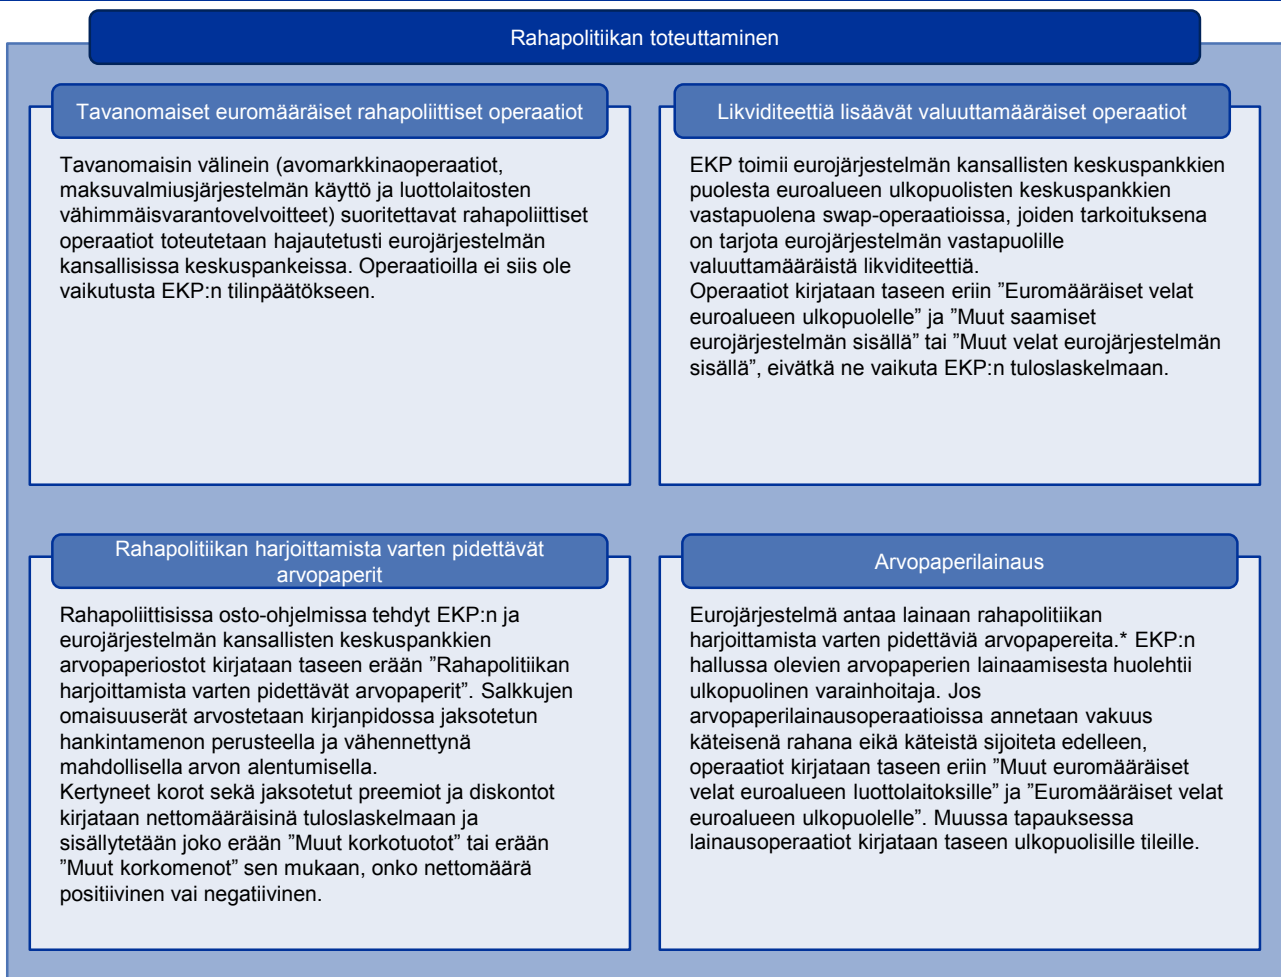 Rahapolitiikan toteuttaminen
Tavanomaiset euromääräiset rahapoliittiset operaatiot
Tavanomaisin välinein (avomarkkinaoperaatiot,
maksuvalmiusjärjestelmän käyttö ja luottolaitosten
vähimmäisvarantovelvoitteet) suoritettavat rahapoliittiset
operaatiot toteutetaan hajautetusti eurojärjestelmän
kansallisissa keskuspankeissa. Operaatioilla ei siis ole
vaikutusta EKP:n tilinpäätökseen.
Likviditeettiä lisäävät valuuttamääräiset operaatiot
EKP toimii eurojärjestelmän kansallisten keskuspankkien
puolesta euroalueen ulkopuolisten keskuspankkien
vastapuolena swap-operaatioissa, joiden tarkoituksena
on tarjota eurojärjestelmän vastapuolille
valuuttamääräistä likviditeettiä.
Operaatiot kirjataan taseen eriin ”Euromääräiset velat
euroalueen ulkopuolelle” ja ”Muut saamiset
eurojärjestelmän sisällä” tai ”Muut velat eurojärjestelmän
sisällä”, eivätkä ne vaikuta EKP:n tuloslaskelmaan.
Rahapolitiikan harjoittamista varten pidettävät
arvopaperit
Rahapoliittisissa osto-ohjelmissa tehdyt EKP:n ja
eurojärjestelmän kansallisten keskuspankkien
arvopaperiostot kirjataan taseen erään ”Rahapolitiikan
harjoittamista varten pidettävät arvopaperit”. Salkkujen
omaisuuserät arvostetaan kirjanpidossa jaksotetun
hankintamenon perusteella ja vähennettynä
mahdollisella arvon alentumisella.
Kertyneet korot sekä jaksotetut preemiot ja diskontot
kirjataan nettomääräisinä tuloslaskelmaan ja
sisällytetään joko erään ”Muut korkotuotot” tai erään
”Muut korkomenot” sen mukaan, onko nettomäärä
positiivinen vai negatiivinen.
Arvopaperilainaus
Eurojärjestelmä antaa lainaan rahapolitiikan
harjoittamista varten pidettäviä arvopapereita.* EKP:n
hallussa olevien arvopaperien lainaamisesta huolehtii
ulkopuolinen varainhoitaja. Jos
arvopaperilainausoperaatioissa annetaan vakuus
käteisenä rahana eikä käteistä sijoiteta edelleen,
operaatiot kirjataan taseen eriin ”Muut euromääräiset
velat euroalueen luottolaitoksille” ja ”Euromääräiset velat
euroalueen ulkopuolelle”. Muussa tapauksessa
lainausoperaatiot kirjataan taseen ulkopuolisille tileille.